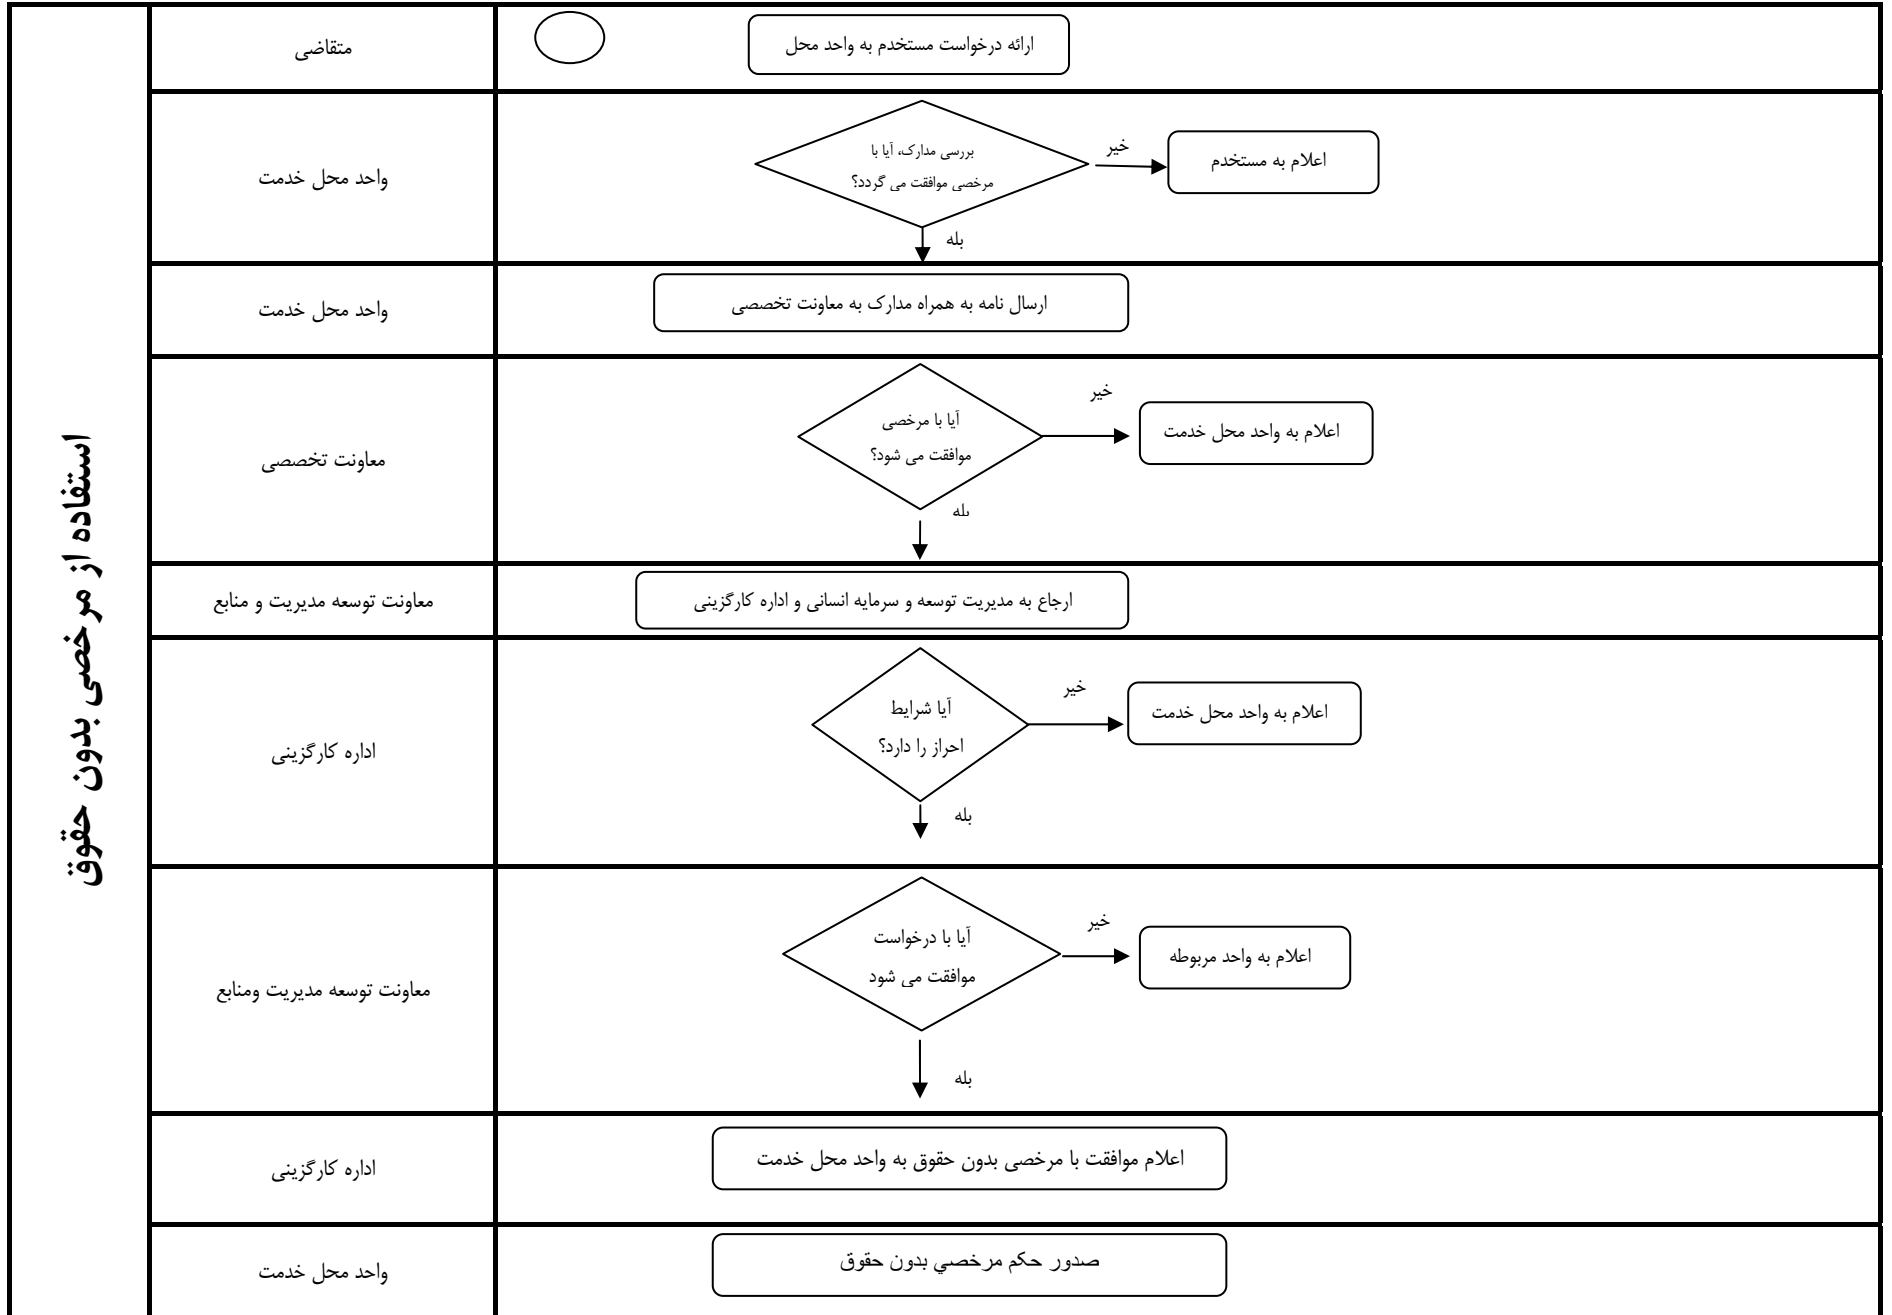 استفاده از مرخصی بدون حقوق
متقاضی
ارائه درخواست مستخدم به واحد محل
واحد محل خدمت
بررسی مدارک، آیا با
مرخصی موافقت می گردد؟
خیر
اعلام به مستخدم
بله
واحد محل خدمت
ارسال نامه به همراه مدارک به معاونت تخصصی
معاونت تخصصی
آیا با مرخصی
موافقت می شود؟
خیر
اعلام به واحد محل خدمت
بله
معاونت توسعه مدیریت و منابع
ارجاع به مدیریت توسعه و سرمایه انسانی و اداره کارگزینی
اداره کارگزینی
آیا شرایط
احراز را دارد؟
خیر
اعلام به واحد محل خدمت
بله
معاونت توسعه مدیریت ومنابع
آیا با درخواست
موافقت می شود
خیر
اعلام به واحد مربوطه
بله
اداره کارگزینی
اعلام موافقت با مرخصی بدون حقوق به واحد محل خدمت
واحد محل خدمت
صدور حکم مرخصي بدون حقوق